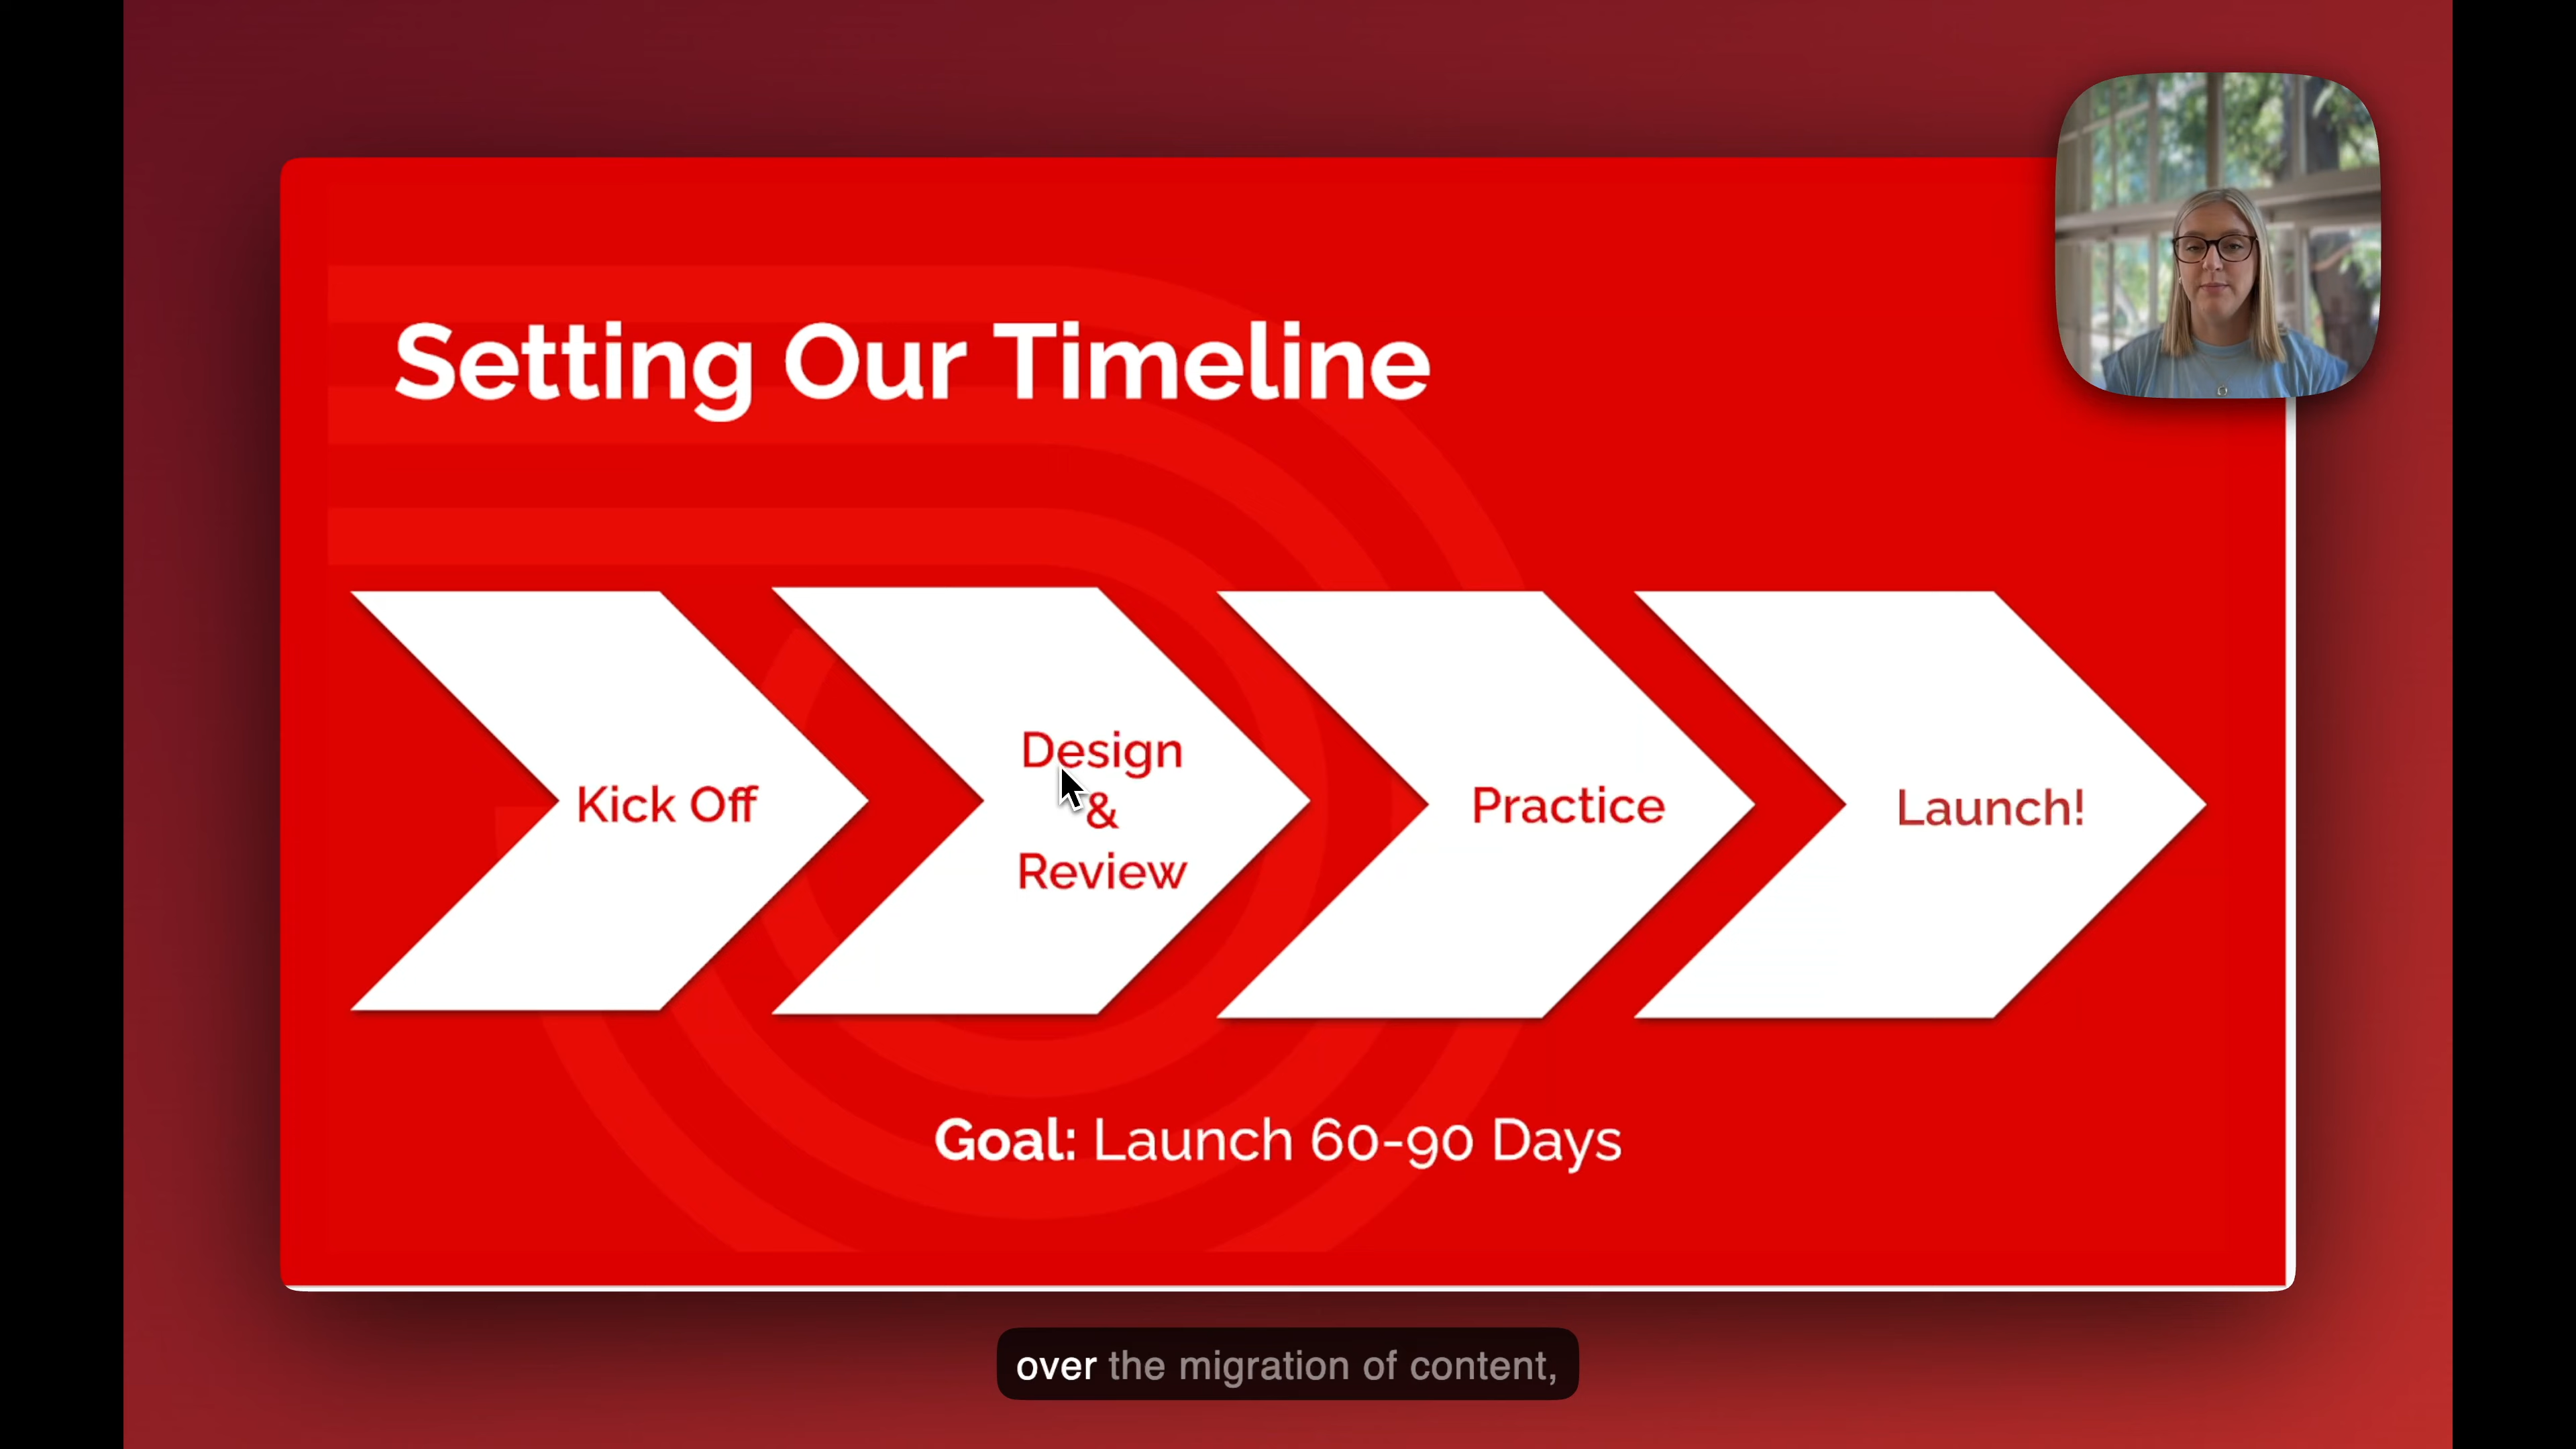 Setting Our Timeline
Kick Off
Design
&
Review
Practice
Launch!
Goal: Launch 60-90 Days
over the migration of content,